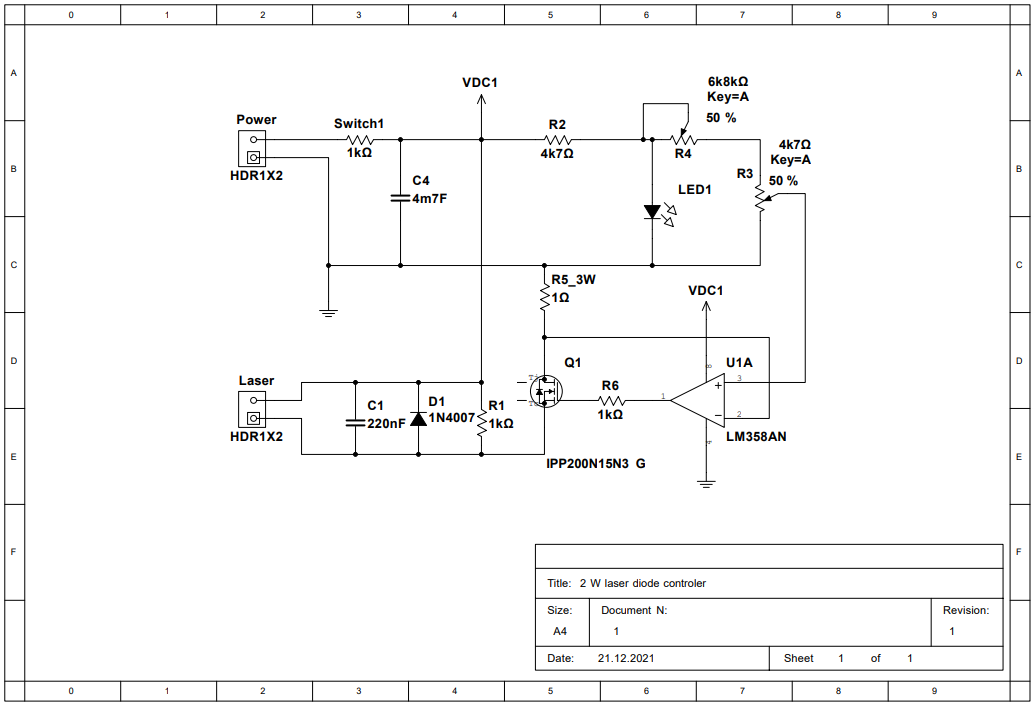 0 1 2 3 4 5 6 7 8 9
A A
B B
C C
D D
E E
F F
VDC1
Power
HDR1X2
Switch1
1kΩ
C4
4m7F
R2
4k7Ω
6k8kΩ
Key=A
50 %
R4
4k7Ω
Key=A
50 %
R3
LED1
R5_3W
1Ω
VDC1
Laser
HDR1X2
C1
220nF
D1
1N4007
R1
1kΩ
Q1
IPP200N15N3 G
R6
1kΩ
U1A
8
3
1
2
4
LM358AN
Title: 2 W laser diode controler
Size: Document N: Revision:
A4 1 1
Date: 21.12.2021 Sheet 1 of 1
0 1 2 3 4 5 6 7 8 9